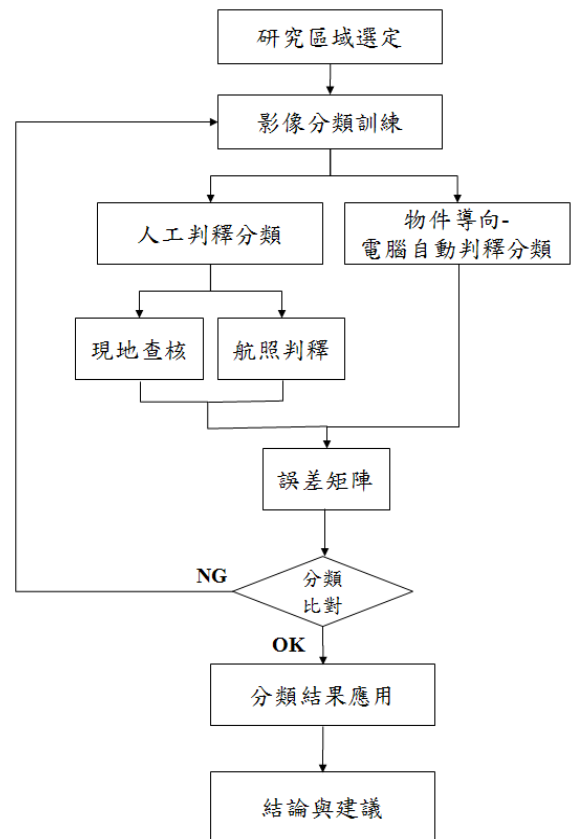 研究區域選定
影像分類訓練
人工判釋分類
物件導向-
電腦自動判釋分類
現地查核
航照判釋
誤差矩陣
NG
分類
比對
OK
分類結果應用
結論與建議